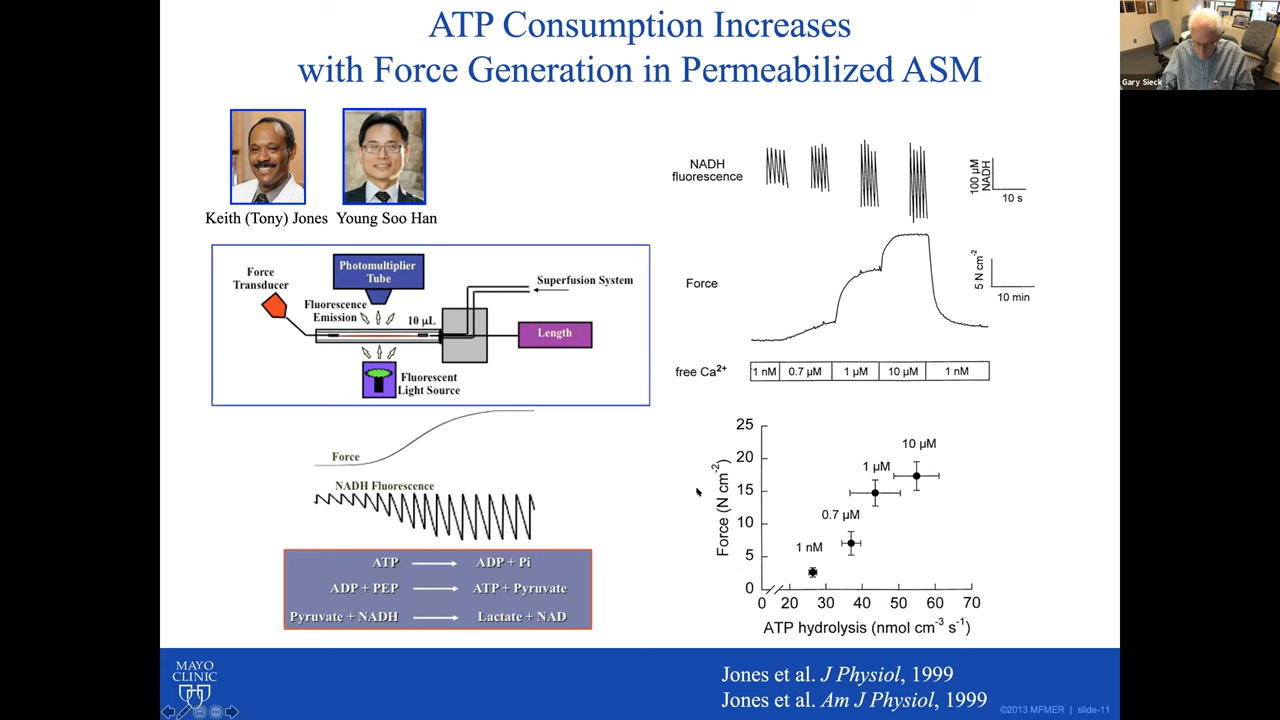 ATP Consumption Increases
with Force Generation in Permeabilized ASM
Gary Sieck
Keith (Tony) Jones
Young Soo Han
Force
Transducer
Photomultiplier
Tube
Superfusion System
Fluorescence
Emission
10 µL
Length
Fluorescent
Light Source
Force
NADH Fluorescence
ATP → ADP + Pi
ADP + PEP → ATP + Pyruvate
Pyruvate + NADH → Lactate + NAD
NADH
fluorescence
100 µM
NADH
10 s
Force
5 N cm⁻²
10 min
free Ca²⁺
1 nM
0.7 µM
1 µM
10 µM
1 nM
Force (N cm⁻²)
25
20
15
10
5
0
1 nM
0.7 µM
1 µM
10 µM
0 20 30 40 50 60 70
ATP hydrolysis (nmol cm⁻³ s⁻¹)
MAYO
CLINIC
Jones et al. J Physiol, 1999
Jones et al. Am J Physiol, 1999
©2013 MFMER | slide-11